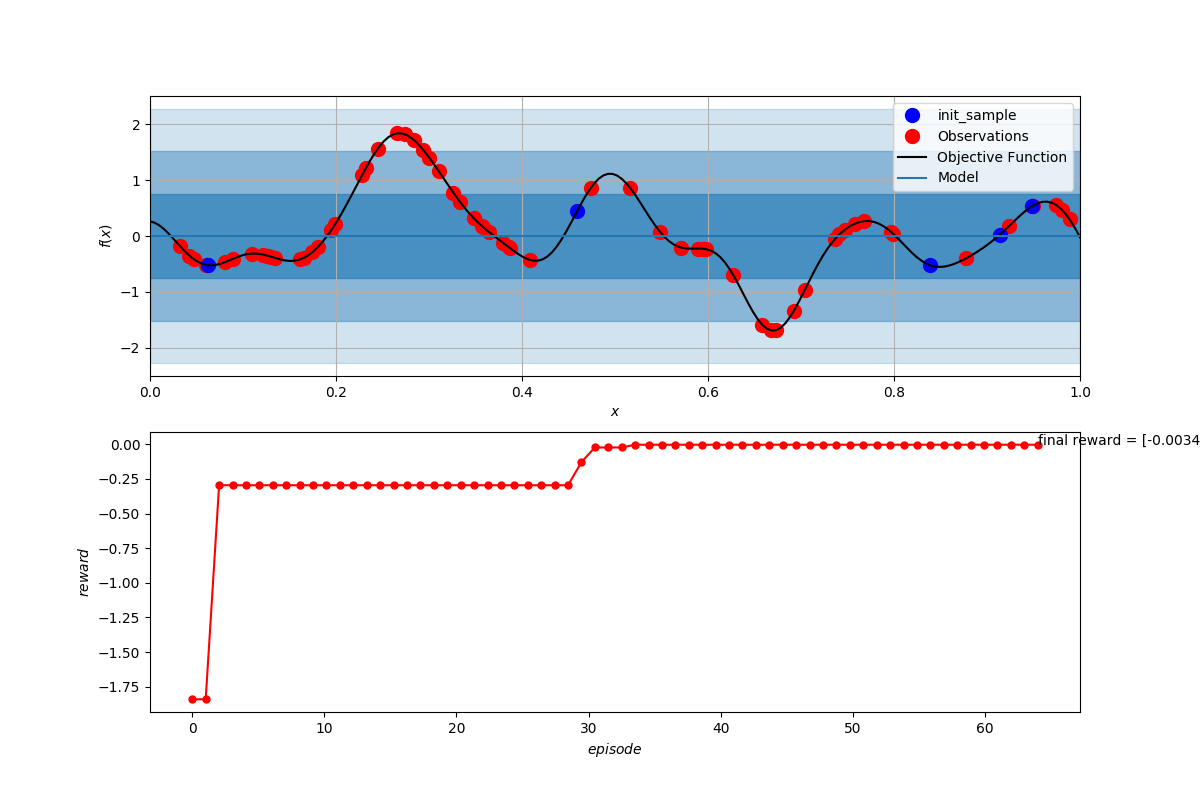 2
1
0
−1
−2
f(x)
0.0 0.2 0.4 0.6 0.8 1.0
x
init_sample
Observations
Objective Function
Model
0.00
−0.25
−0.50
−0.75
−1.00
−1.25
−1.50
−1.75
reward
final reward = [-0.0034
0 10 20 30 40 50 60
episode